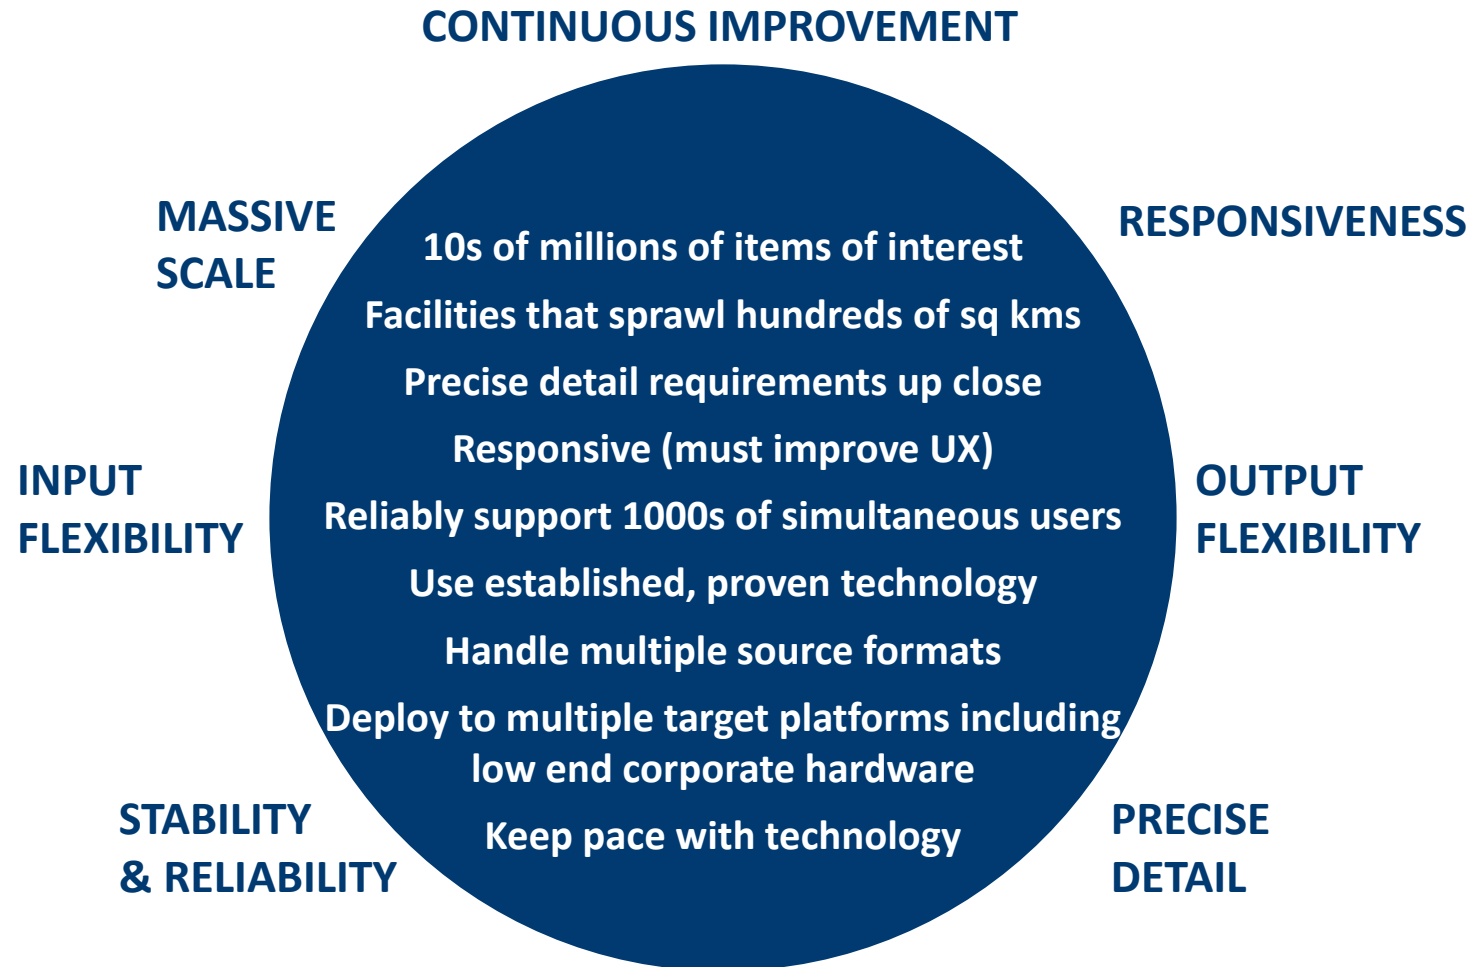 CONTINUOUS IMPROVEMENT
MASSIVE
SCALE
RESPONSIVENESS
10s of millions of items of interest
Facilities that sprawl hundreds of sq kms
Precise detail requirements up close
Responsive (must improve UX)
INPUT
FLEXIBILITY
Reliably support 1000s of simultaneous users
OUTPUT
FLEXIBILITY
Use established, proven technology
Handle multiple source formats
Deploy to multiple target platforms including
low end corporate hardware
Keep pace with technology
STABILITY
& RELIABILITY
PRECISE
DETAIL